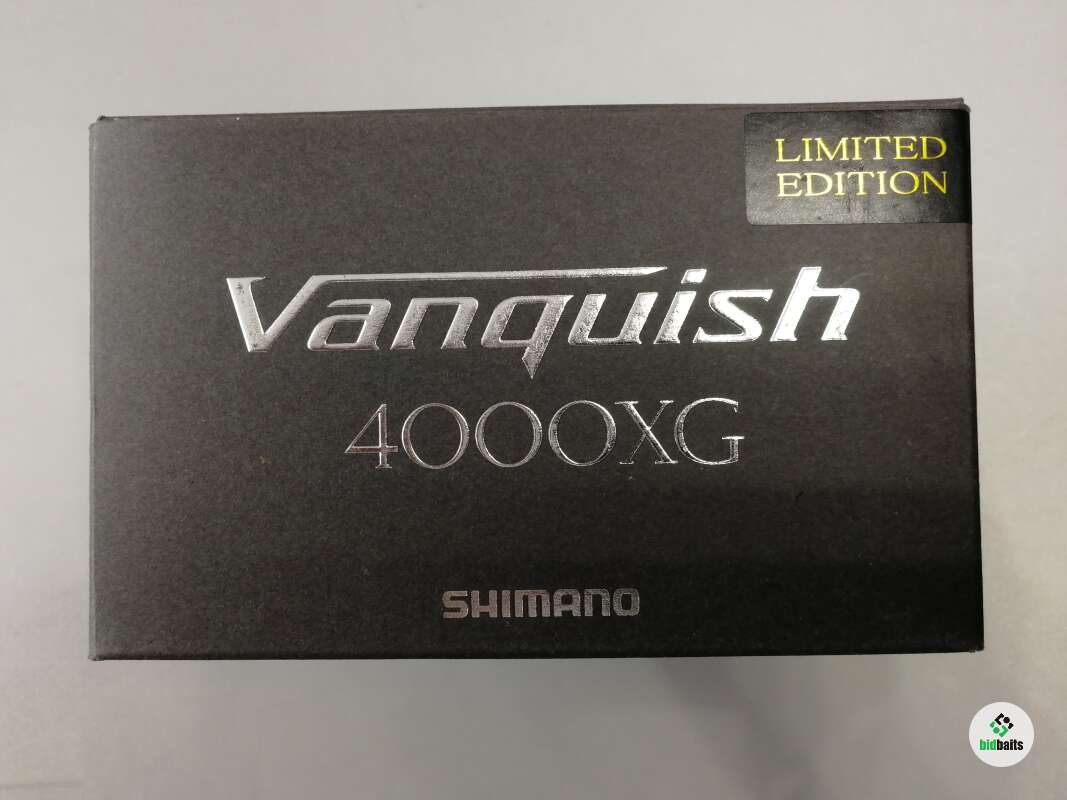 LIMITED
EDITION
Vanquish
4000XG
SHIMANO
bidbaits